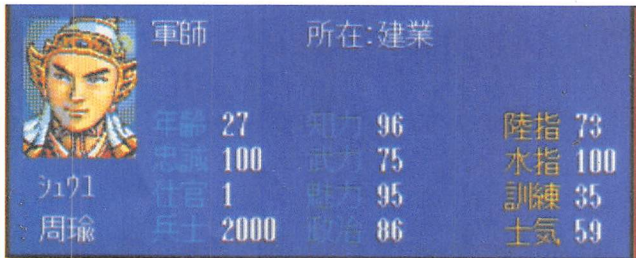 軍師 所在:建業
年齢 27 知力 96 陸指 73
忠誠 100 武力 75 水指 100
シュウユ 仕官 1 魅力 95 訓練 35
周瑜 兵士 2000 政治 86 士気 59